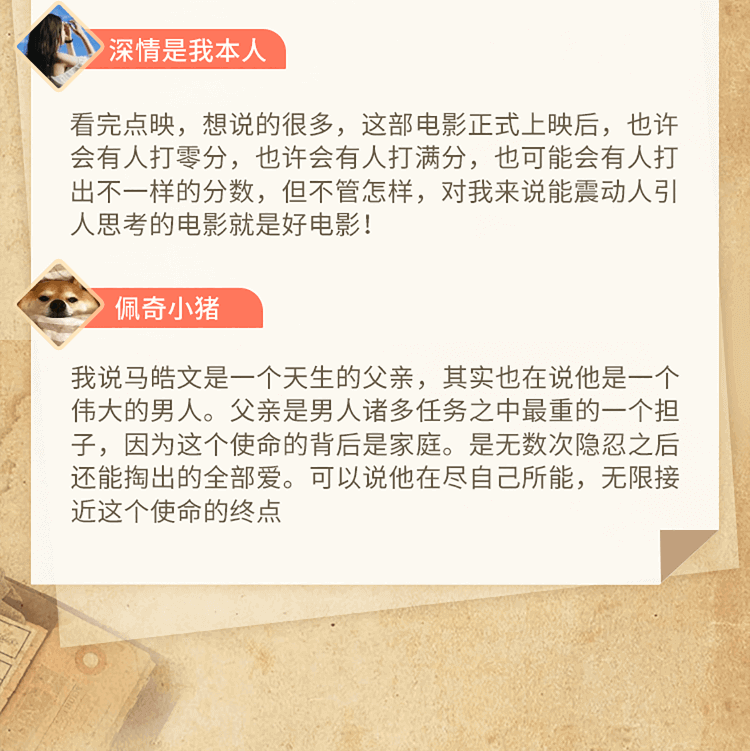 深情是我本人
看完点映，想说的很多，这部电影正式上映后，也许
会有人打零分，也许会有人打满分，也可能会有人打
出不一样的分数，但不管怎样，对我来说能震动人引
人思考的电影就是好电影！
佩奇小猪
我说马皓文是一个天生的父亲，其实也在说他是一个
伟大的男人。父亲是男人诸多任务之中最重的一个担
子，因为这个使命的背后是家庭。是无数次隐忍之后
还能掏出的全部爱。可以说他在尽自己所能，无限接
近这个使命的终点